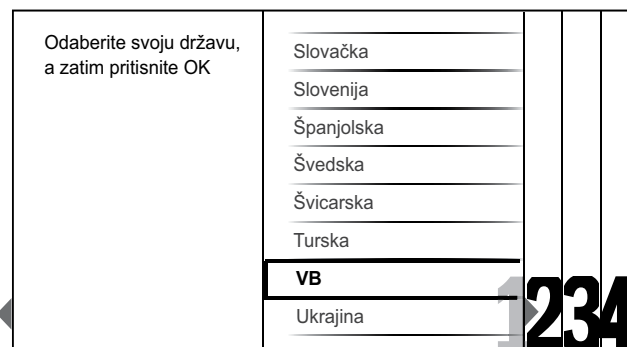 Odaberite svoju državu,
a zatim pritisnite OK
Slovačka
Slovenija
Španjolska
Švedska
Švicarska
Turska
VB
Ukrajina
1234